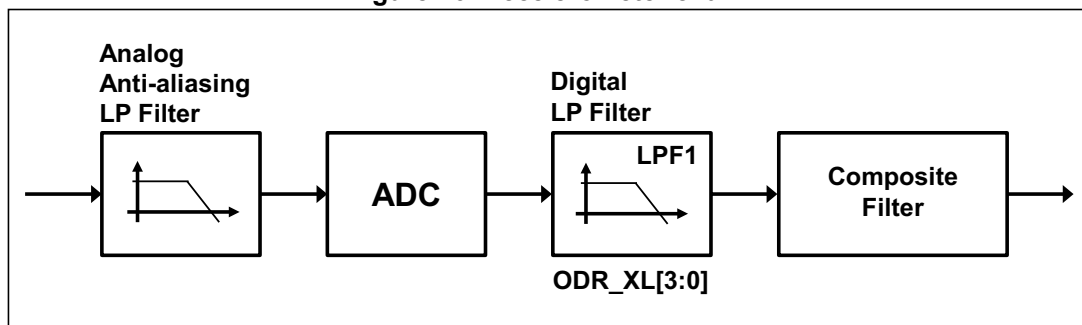 Analog
Anti-aliasing
LP Filter
ADC
Digital
LP Filter
LPF1
ODR_XL[3:0]
Composite
Filter